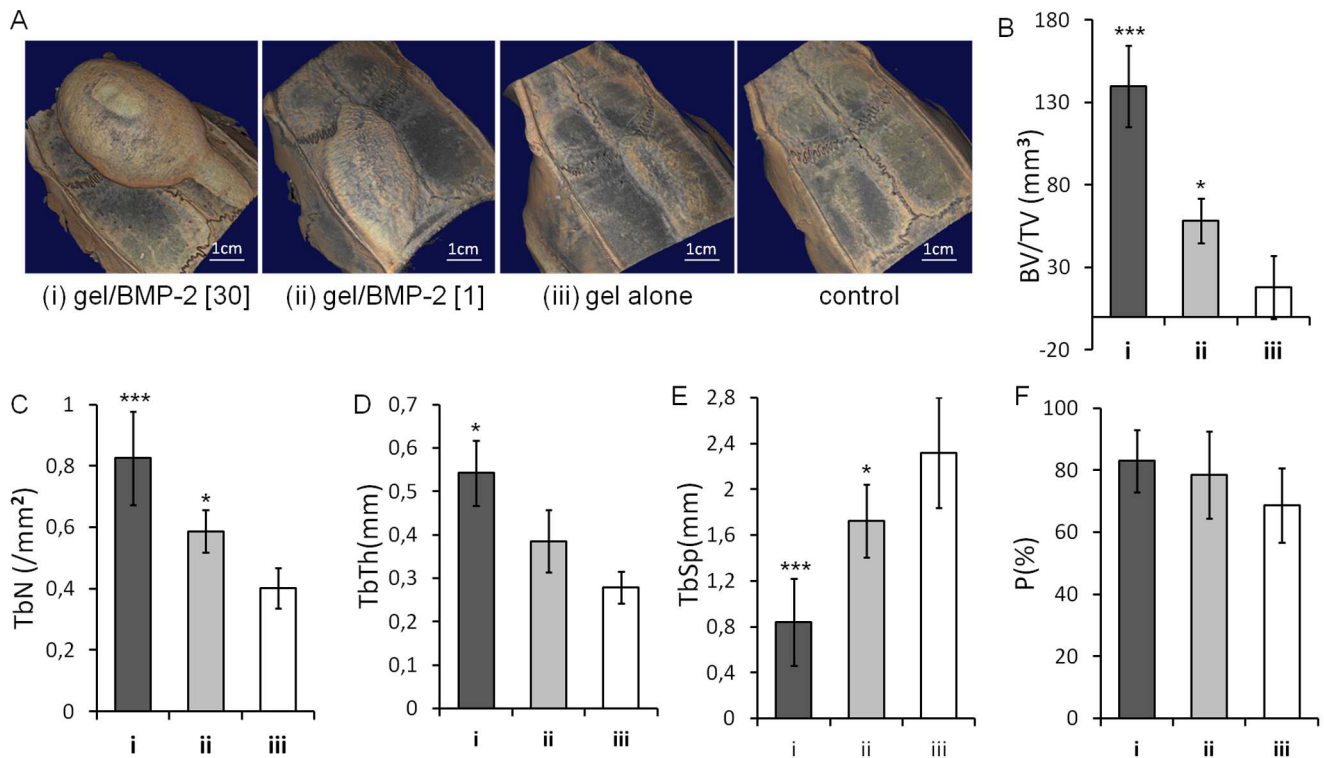 A
1cm 1cm 1cm 1cm
(i) gel/BMP-2 [30] (ii) gel/BMP-2 [1] (iii) gel alone control
B
BV/TV (mm³)
180
130
80
30
-20
***
*
i ii iii
C
TbN (/mm²)
1
0,8
0,6
0,4
0,2
0
***
*
i ii iii
D
TbTh(mm)
0,7
0,6
0,5
0,4
0,3
0,2
0,1
0
*
i ii iii
E
TbSp(mm)
2,8
2,4
2
1,6
1,2
0,8
0,4
0
***
*
i ii iii
F
P(%)
100
80
60
40
20
0
i ii iii